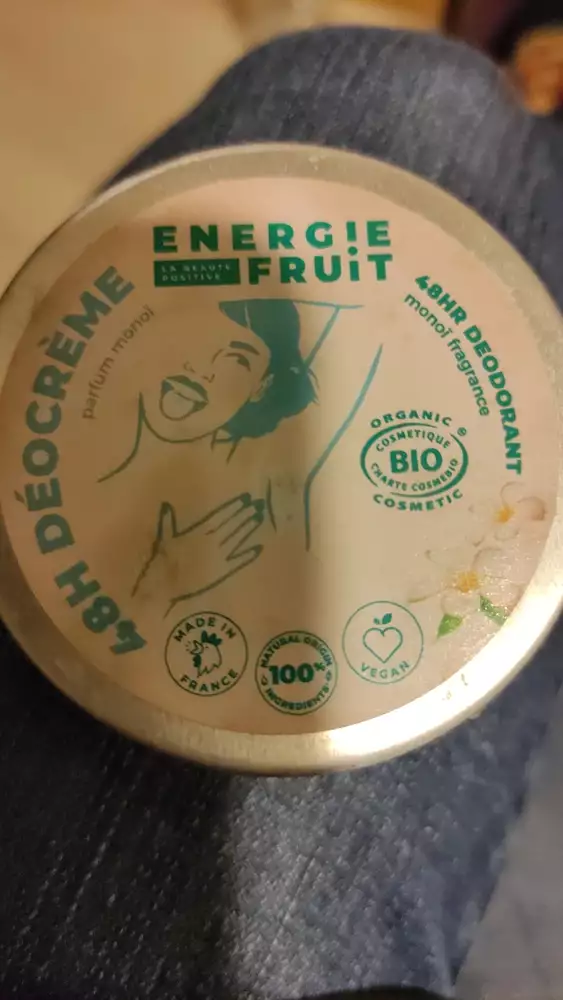 ENERGIE
FRUiT
LA BEAUTÉ
POSITIVE
48H DÉOCRÈME
parfum monoï
48HR DEODORANT
monoï fragrance
ORGANIC ®
COSMETIQUE
BIO
CHARTE COSMEBIO
COSMETIC
MADE IN
FRANCE
NATURAL ORIGIN
100%
INGREDIENTS
VEGAN